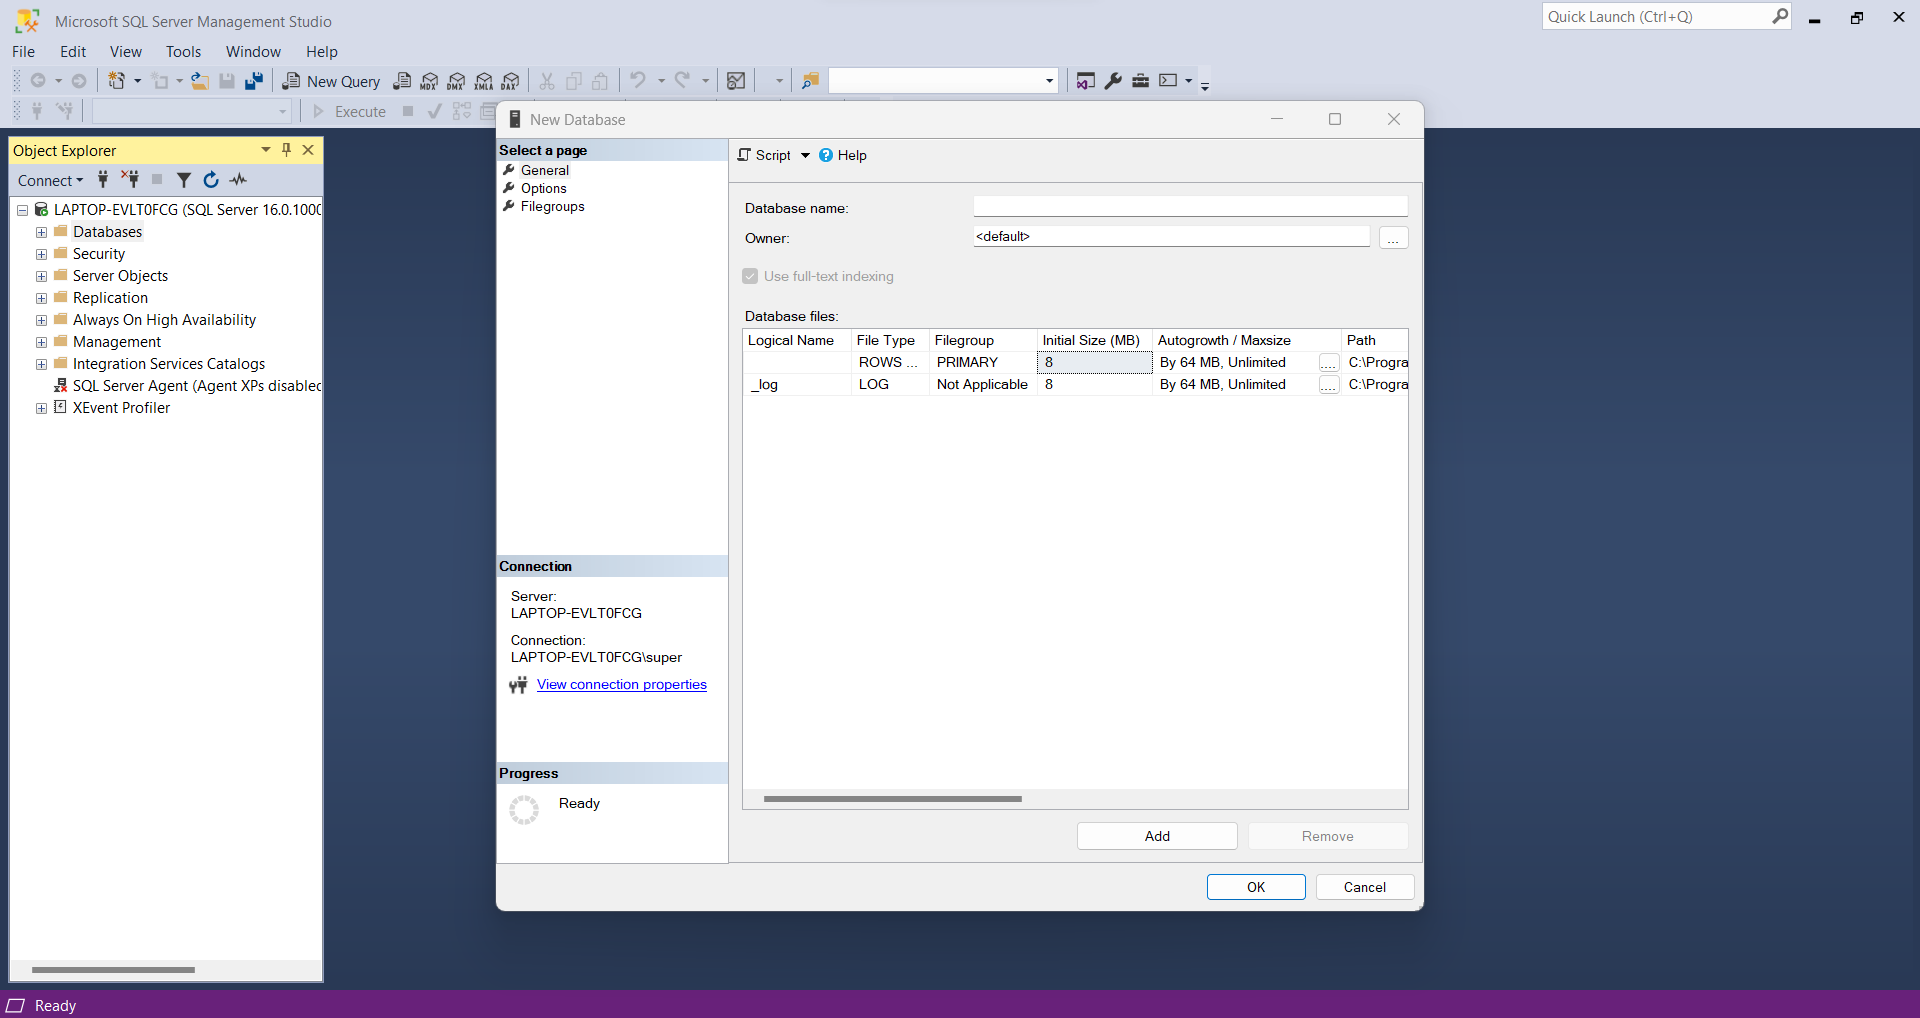 Microsoft SQL Server Management Studio
Quick Launch (Ctrl+Q)
File Edit View Tools Window Help
New Query MDX DMX XMLA DAX
Execute
Object Explorer
Connect
LAPTOP-EVLT0FCG (SQL Server 16.0.1000
Databases
Security
Server Objects
Replication
Always On High Availability
Management
Integration Services Catalogs
SQL Server Agent (Agent XPs disabled
XEvent Profiler
New Database
Select a page
General
Options
Filegroups
Connection
Server:
LAPTOP-EVLT0FCG
Connection:
LAPTOP-EVLT0FCG\super
View connection properties
Progress
Ready
Script Help
Database name:
Owner: <default> ...
Use full-text indexing
Database files:
Logical Name File Type Filegroup Initial Size (MB) Autogrowth / Maxsize Path
ROWS ... PRIMARY 8 By 64 MB, Unlimited .... C:\Progra
_log LOG Not Applicable 8 By 64 MB, Unlimited .... C:\Progra
Add Remove
OK Cancel
Ready